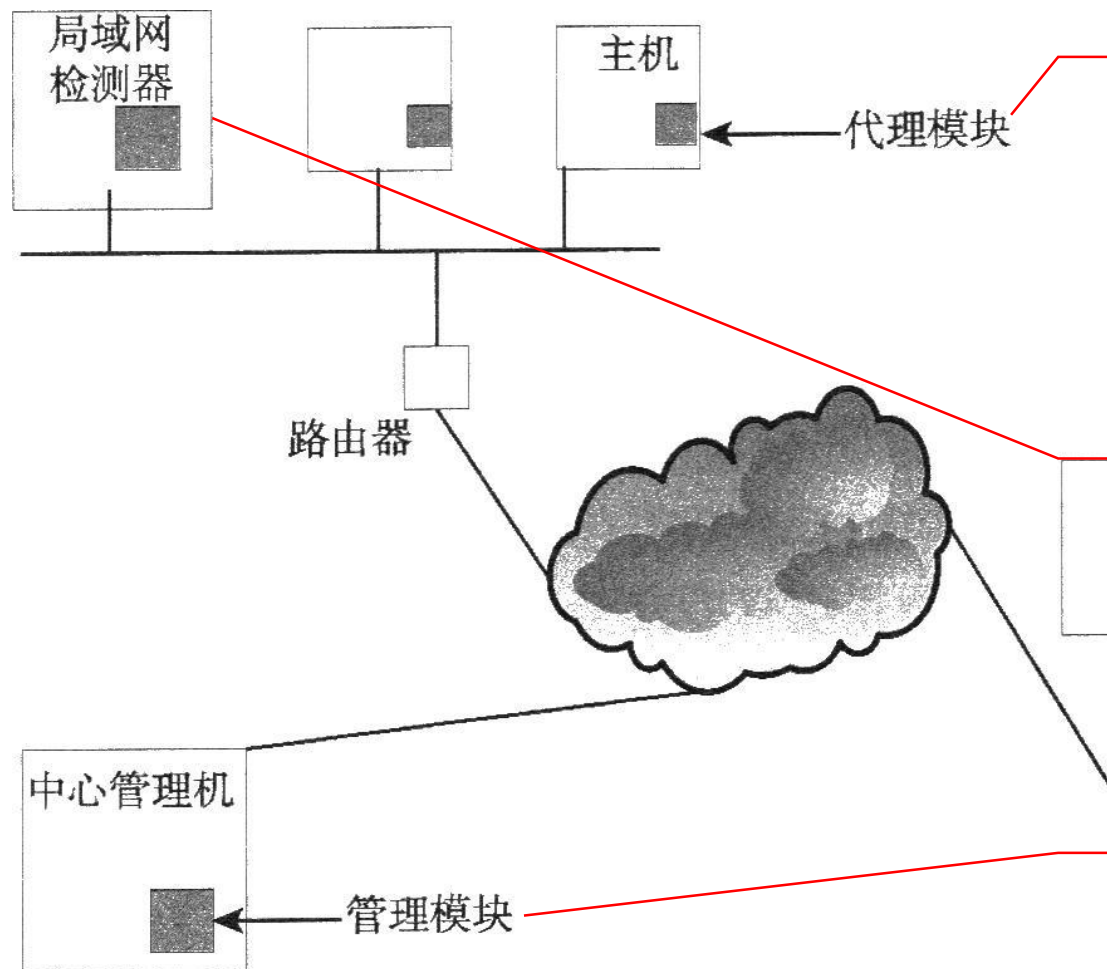 局域网
检测器
主机
代理模块
路由器
中心管理机
管理模块